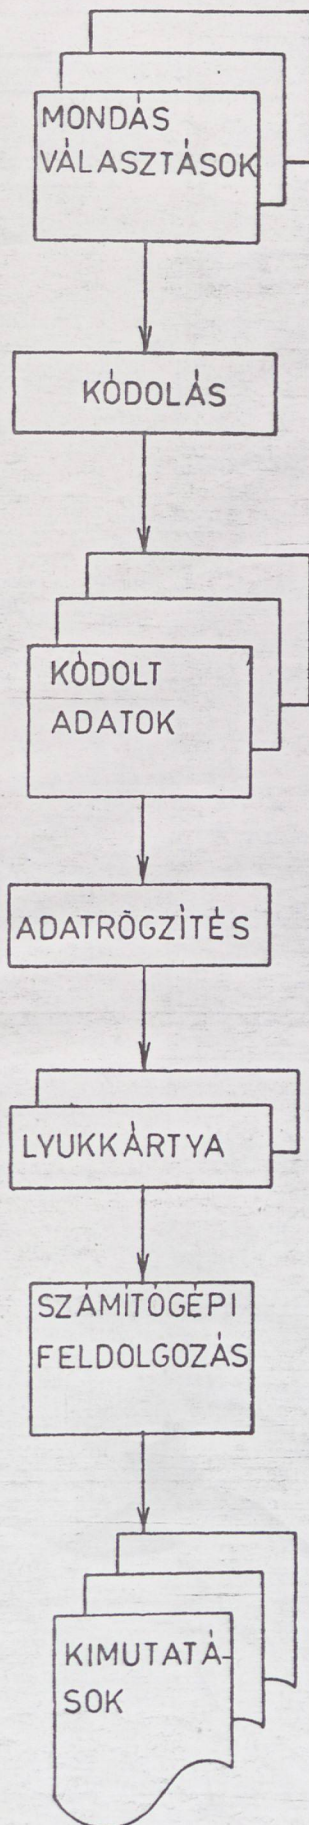 MONDÁS
VÁLASZTÁSOK
KÓDOLÁS
KÓDOLT
ADATOK
ADATRÖGZÍTÉS
LYUKKÁRTYA
SZÁMÍTÓGÉPI
FELDOLGOZÁS
KIMUTATÁ-
SOK